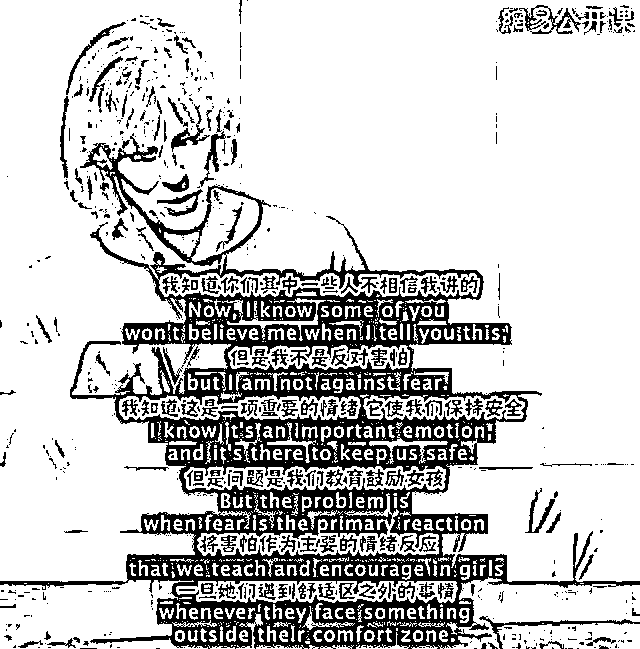 網易公开课
我知道你们其中一些人不相信我讲的
Now, I know some of you
won't believe me when I tell you this,
但是我不是反对害怕
but I am not against fear.
我知道这是一项重要的情绪 它使我们保持安全
I know it's an important emotion,
and it's there to keep us safe.
但是问题是我们教育鼓励女孩
But the problem is
when fear is the primary reaction
将害怕作为主要的情绪反应
that we teach and encourage in girls
一旦她们遇到舒适区之外的事情
whenever they face something
outside their comfort zone.